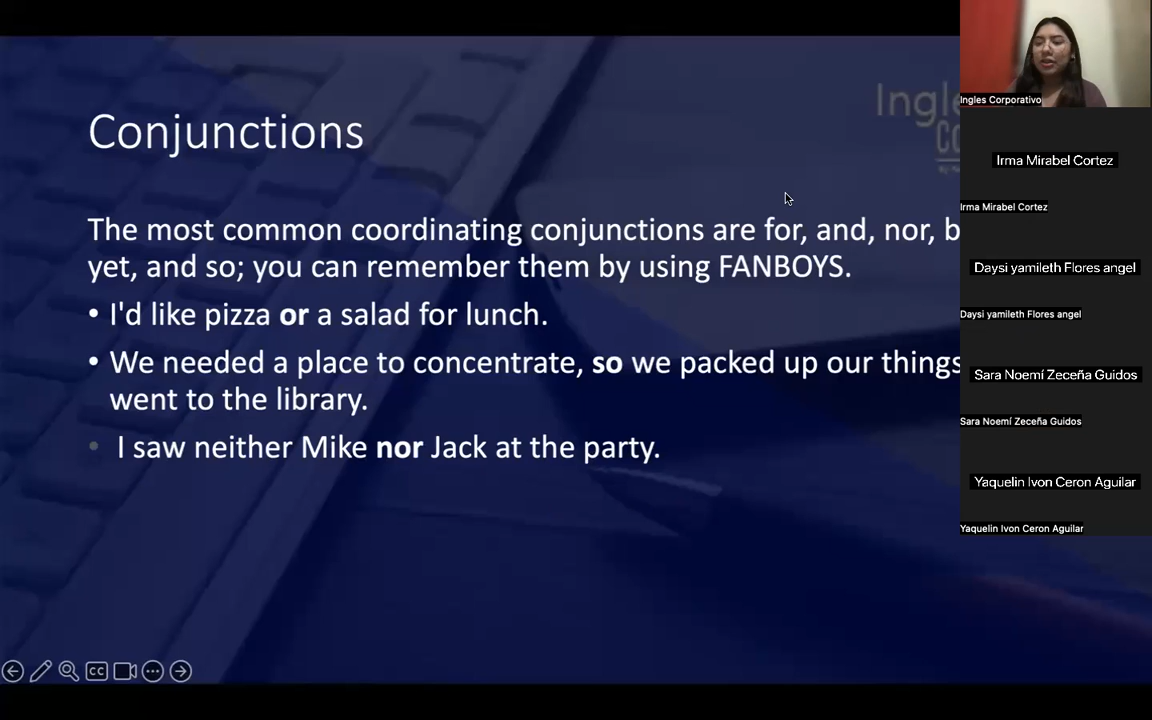 Conjunctions
The most common coordinating conjunctions are for, and, nor, b
yet, and so; you can remember them by using FANBOYS.
• I'd like pizza or a salad for lunch.
• We needed a place to concentrate, so we packed up our things
went to the library.
• I saw neither Mike nor Jack at the party.
CC
Ingles Corporativo
Irma Mirabel Cortez
Irma Mirabel Cortez
Daysi yamileth Flores angel
Daysi yamileth Flores angel
Sara Noemí Zeceña Guidos
Sara Noemí Zeceña Guidos
Yaquelin Ivon Ceron Aguilar
Yaquelin Ivon Ceron Aguilar